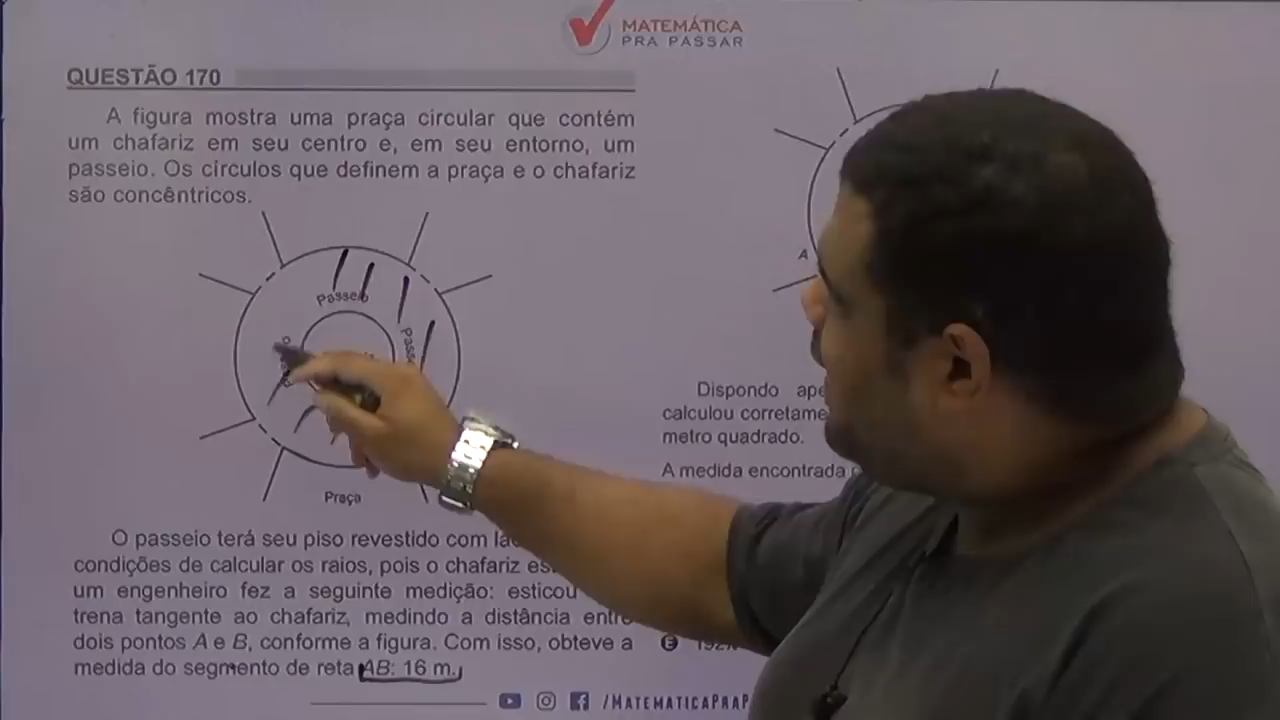 MATEMÁTICA
PRA PASSAR
QUESTÃO 170
A figura mostra uma praça circular que contém
um chafariz em seu centro e, em seu entorno, um
passeio. Os círculos que definem a praça e o chafariz
são concêntricos.
Passeio
Praça
O passeio terá seu piso revestido com
condições de calcular os raios, pois o chafariz
um engenheiro fez a seguinte medição: esticou
trena tangente ao chafariz, medindo a distância entre
dois pontos A e B, conforme a figura. Com isso, obteve a
medida do segmento de reta AB: 16 m.
A
Dispondo
calculou
metro quadrado.
A medida encontrada
E
/MATEMATICAPRAP